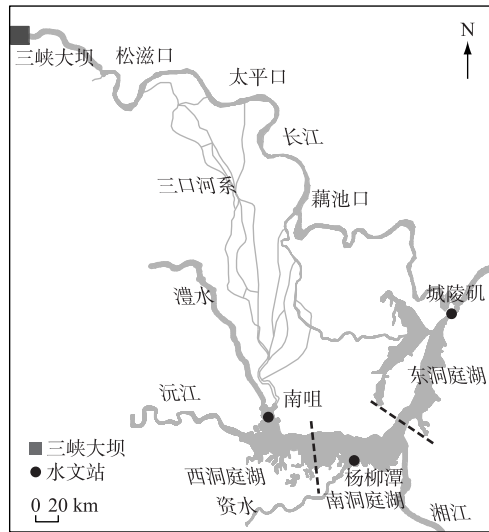 N
三峡大坝
松滋口
太平口
长江
三口河系
藕池口
澧水
城陵矶
东洞庭湖
沅江
南咀
三峡大坝
水文站
0 20 km
西洞庭湖
杨柳潭
南洞庭湖
资水
湘江